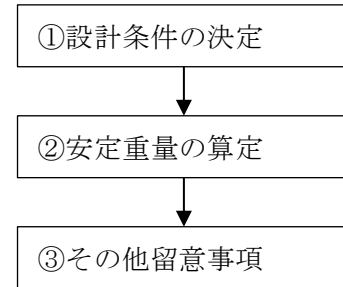 ①設計条件の決定
②安定重量の算定
③その他留意事項